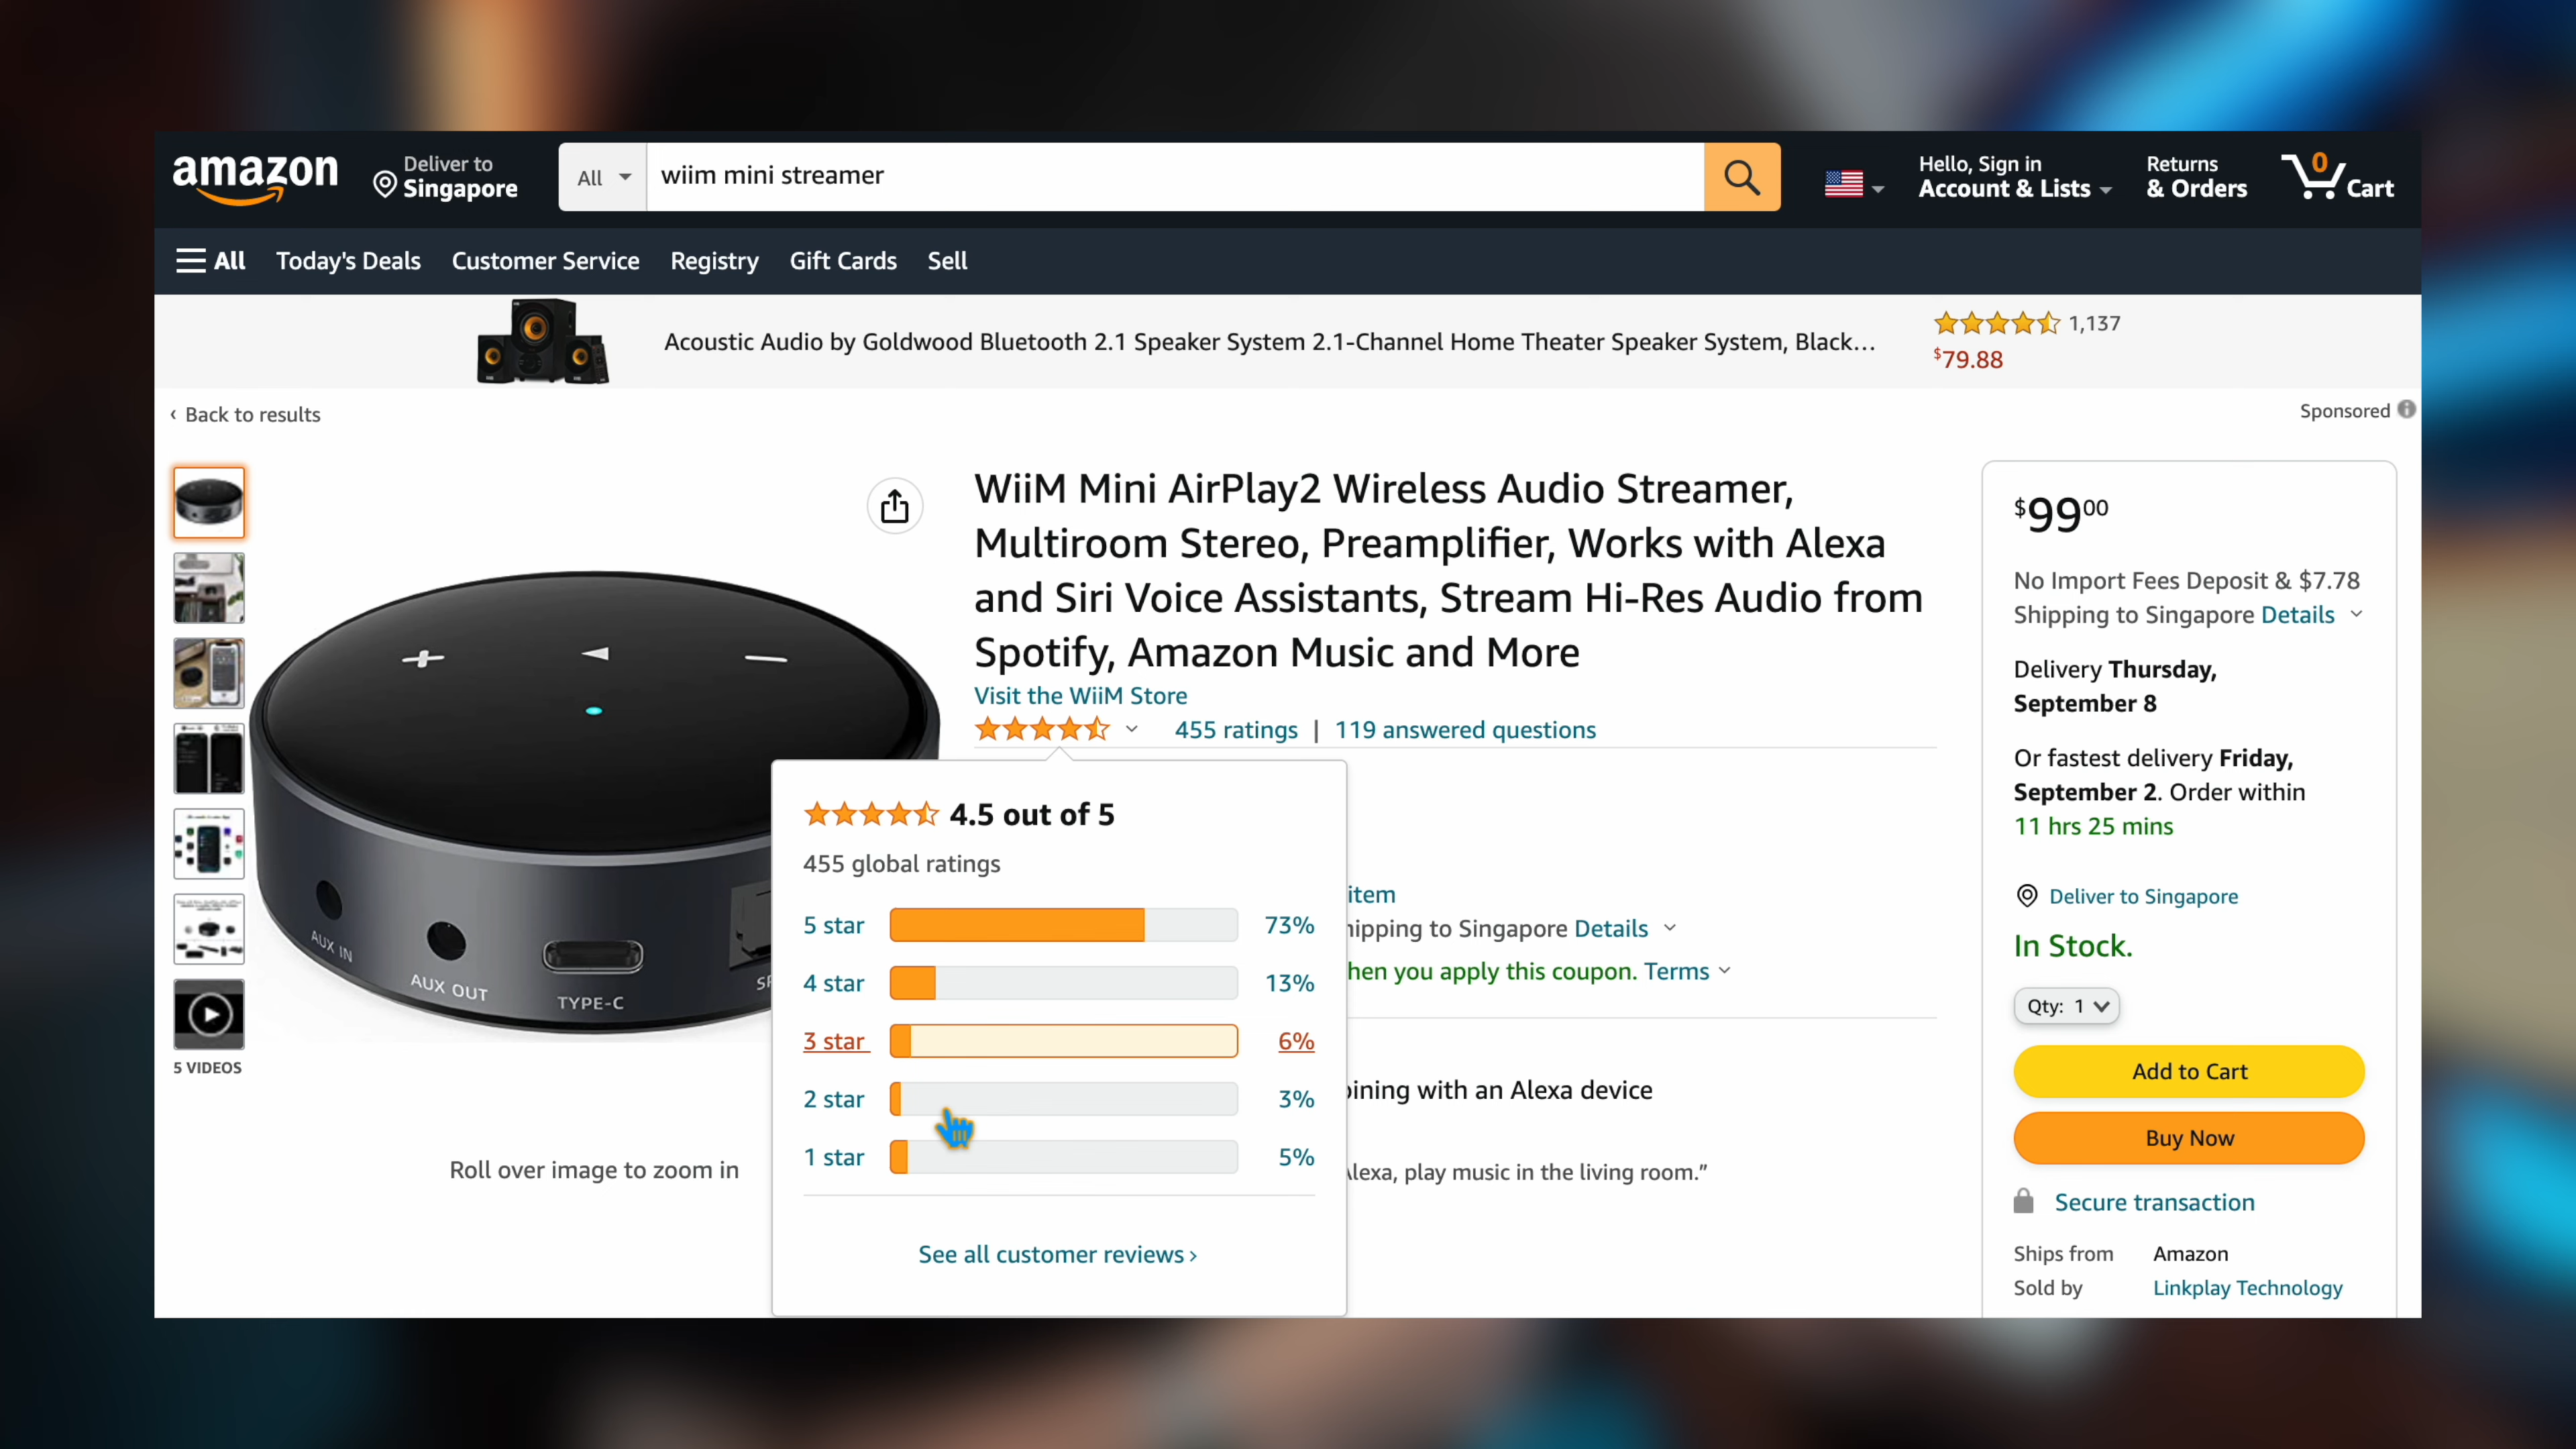 amazon
Deliver to
Singapore
All
wiim mini streamer
Hello, Sign in
Account & Lists
Returns
& Orders
0
Cart
All
Today's Deals
Customer Service
Registry
Gift Cards
Sell
Acoustic Audio by Goldwood Bluetooth 2.1 Speaker System 2.1-Channel Home Theater Speaker System, Black…
1,137
$79.88
‹ Back to results
Sponsored
WiiM Mini AirPlay2 Wireless Audio Streamer,
Multiroom Stereo, Preamplifier, Works with Alexa
and Siri Voice Assistants, Stream Hi-Res Audio from
Spotify, Amazon Music and More
Visit the WiiM Store
455 ratings | 119 answered questions
AUX IN
AUX OUT
TYPE-C
5 VIDEOS
Roll over image to zoom in
4.5 out of 5
455 global ratings
5 star 73%
4 star 13%
3 star 6%
2 star 3%
1 star 5%
See all customer reviews ›
item
hipping to Singapore Details
hen you apply this coupon. Terms
ining with an Alexa device
lexa, play music in the living room.”
$99.00
No Import Fees Deposit & $7.78
Shipping to Singapore Details
Delivery Thursday,
September 8
Or fastest delivery Friday,
September 2. Order within
11 hrs 25 mins
Deliver to Singapore
In Stock.
Qty: 1
Add to Cart
Buy Now
Secure transaction
Ships from Amazon
Sold by Linkplay Technology